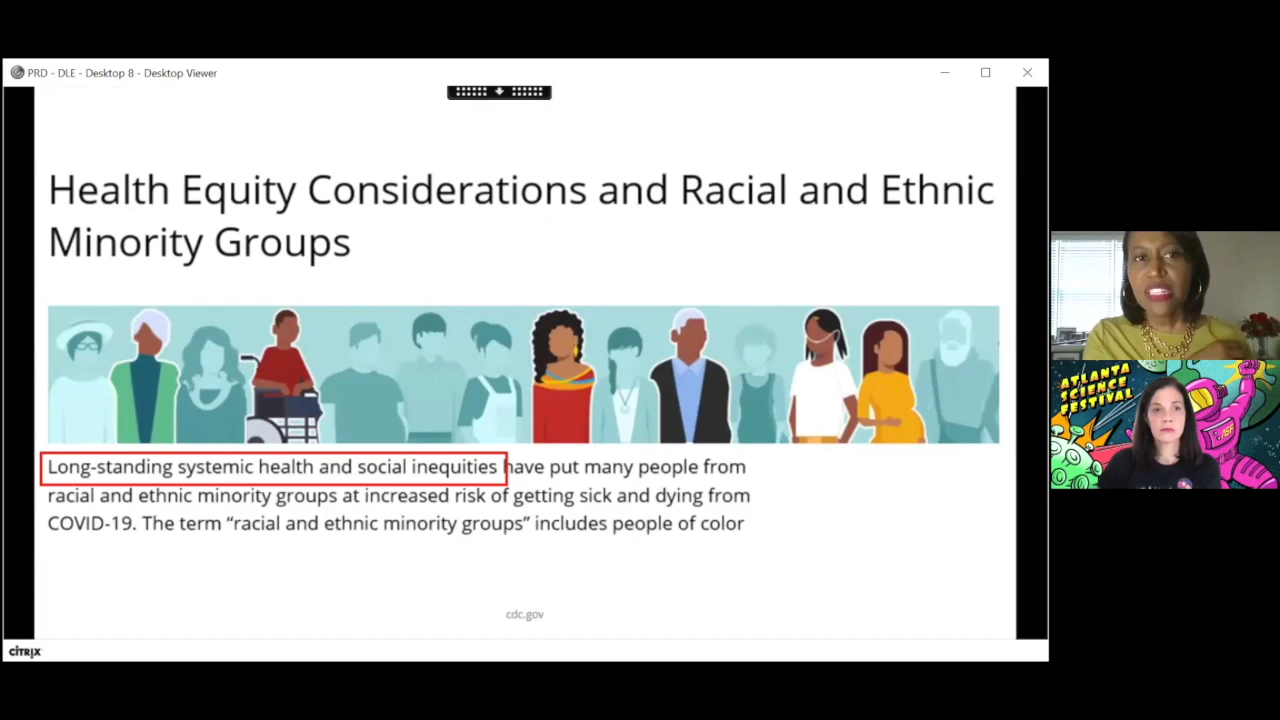 PRD - DLE - Desktop 8 - Desktop Viewer
Health Equity Considerations and Racial and Ethnic
Minority Groups
Long-standing systemic health and social inequities have put many people from
racial and ethnic minority groups at increased risk of getting sick and dying from
COVID-19. The term “racial and ethnic minority groups” includes people of color
cdc.gov
CİTRIX
ATLANTA
SCIENCE
FESTIVAL
ASF